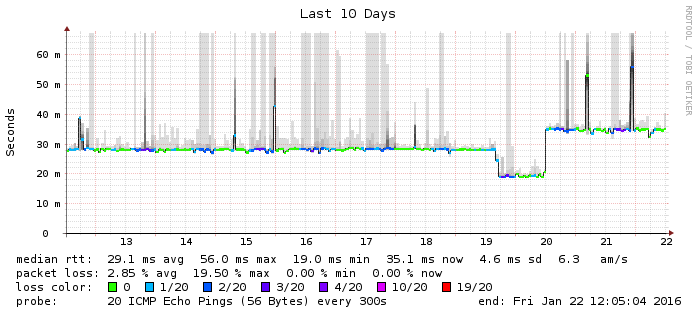 Last 10 Days
RRDTOOL / TOBI OETIKER
Seconds
60 m
50 m
40 m
30 m
20 m
10 m
0
13 14 15 16 17 18 19 20 21 22
median rtt: 29.1 ms avg 56.0 ms max 19.0 ms min 35.1 ms now 4.6 ms sd 6.3 am/s
packet loss: 2.85 % avg 19.50 % max 0.00 % min 0.00 % now
loss color: 0 1/20 2/20 3/20 4/20 10/20 19/20
probe: 20 ICMP Echo Pings (56 Bytes) every 300s end: Fri Jan 22 12:05:04 2016